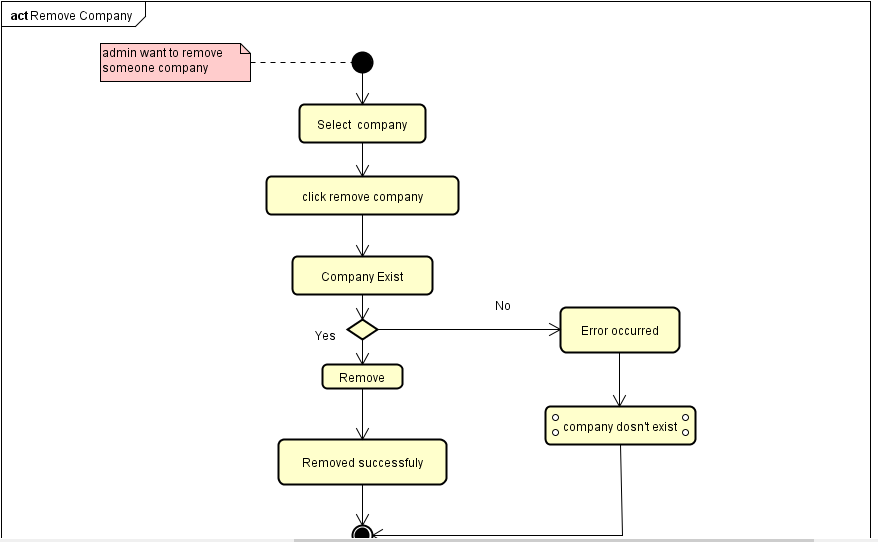 act Remove Company
admin want to remove
someone company
Select company
click remove company
Company Exist
No
Yes
Error occurred
Remove
company dosn't exist
Removed successfuly